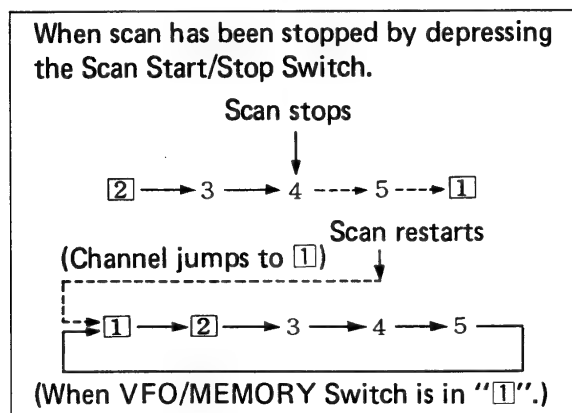 When scan has been stopped by depressing
the Scan Start/Stop Switch.
Scan stops
2 3 4 5 1
Scan restarts
(Channel jumps to 1)
1 2 3 4 5
(When VFO/MEMORY Switch is in "1".)